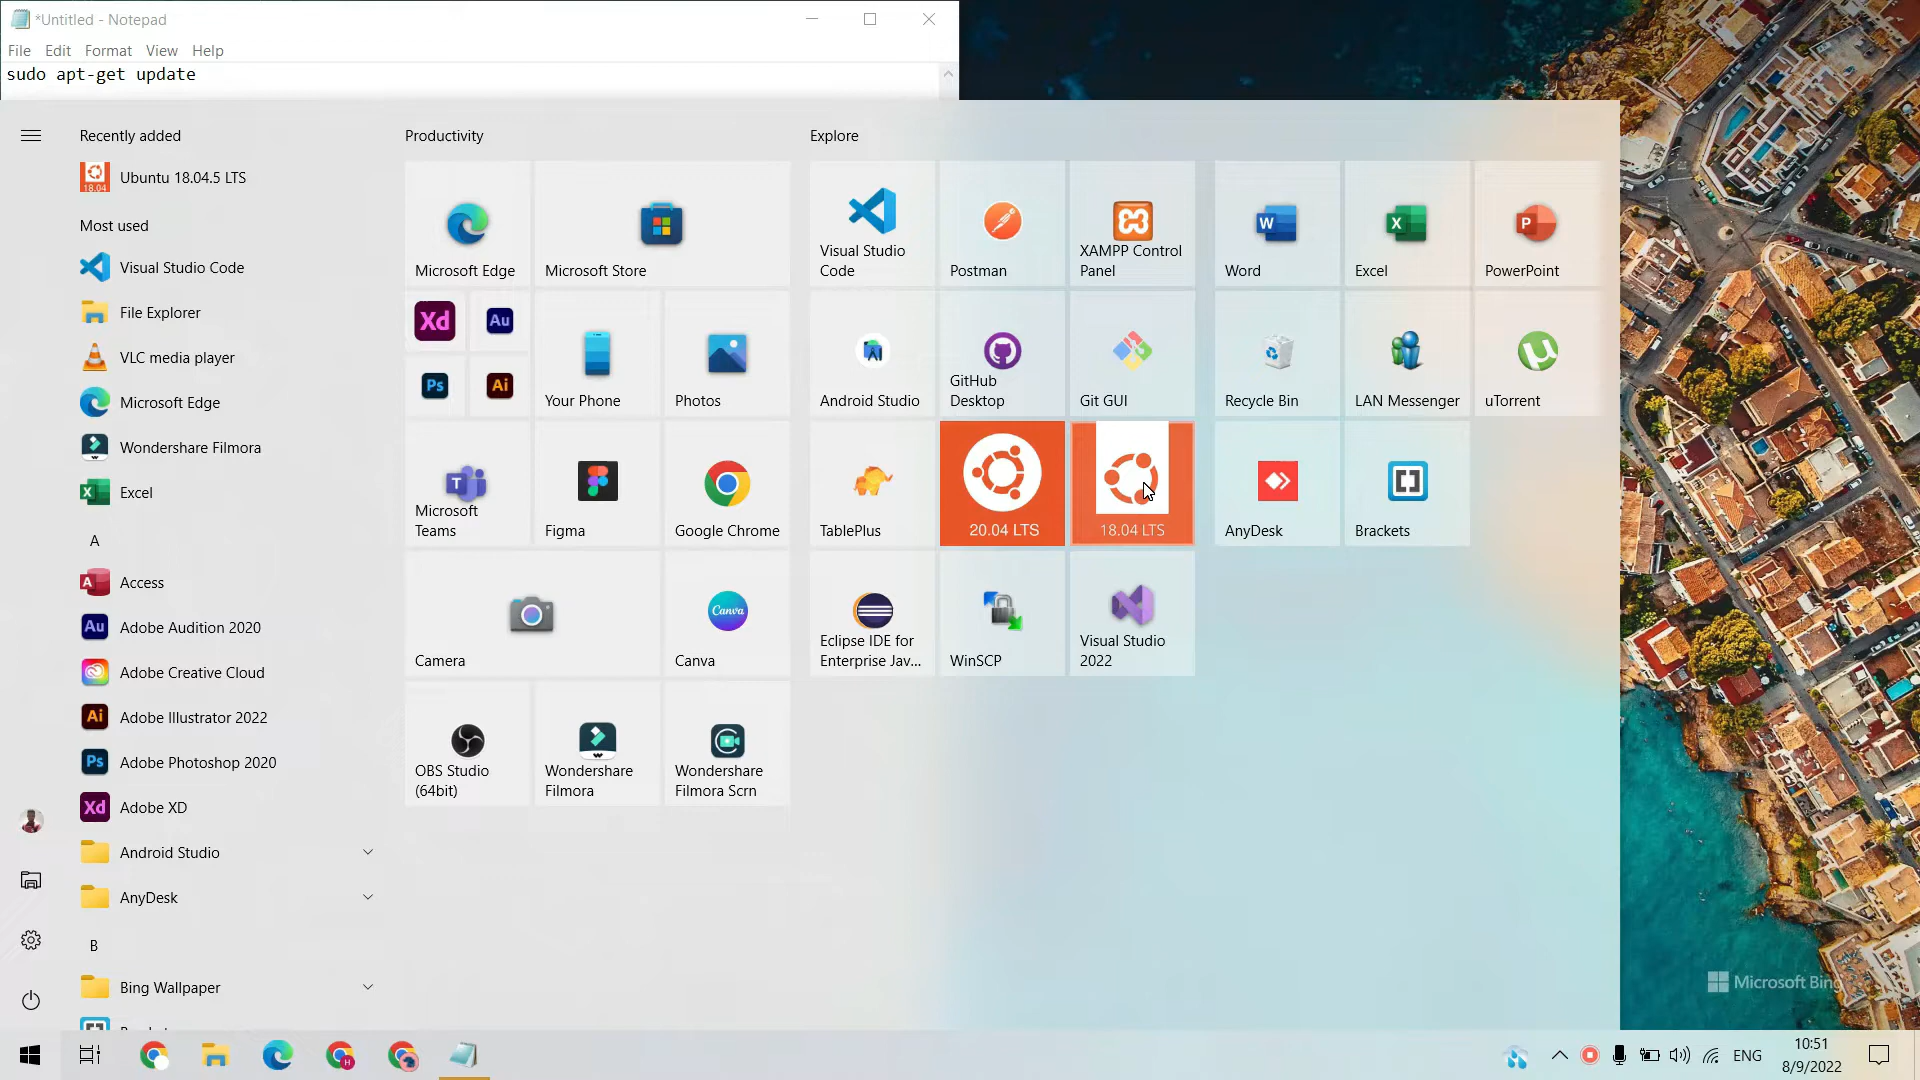 *Untitled - Notepad
File Edit Format View Help
sudo apt-get update
Recently added
Ubuntu 18.04.5 LTS
18.04
Most used
Visual Studio Code
File Explorer
VLC media player
Microsoft Edge
Wondershare Filmora
Excel
A
Access
Adobe Audition 2020
Adobe Creative Cloud
Adobe Illustrator 2022
Adobe Photoshop 2020
Adobe XD
Android Studio
AnyDesk
B
Bing Wallpaper
Productivity
Microsoft Edge
Microsoft Store
Xd
Au
Ps
Ai
Your Phone
Photos
Microsoft
Teams
Figma
Google Chrome
Camera
Canva
Canva
OBS Studio
(64bit)
Wondershare
Filmora
Wondershare
Filmora Scrn
Explore
Visual Studio
Code
Postman
XAMPP Control
Panel
Android Studio
GitHub
Desktop
Git GUI
TablePlus
20.04 LTS
18.04 LTS
Eclipse IDE for
Enterprise Jav...
WinSCP
Visual Studio
2022
Word
Excel
PowerPoint
Recycle Bin
LAN Messenger
uTorrent
AnyDesk
Brackets
Microsoft Bing
ENG
10:51
8/9/2022